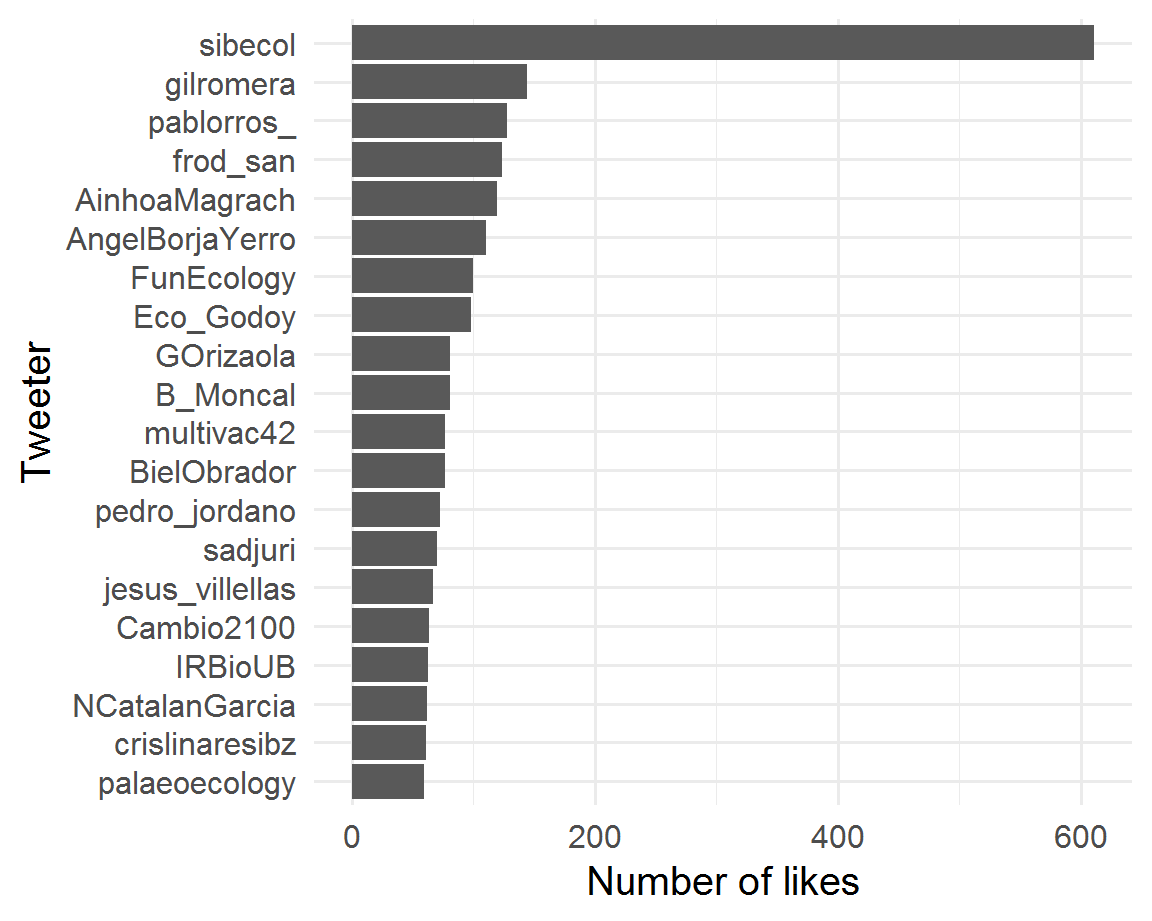 sibecol
gilromera
pablorros_
frod_san
AinhoaMagrach
AngelBorjaYerro
FunEcology
Eco_Godoy
GOrizaola
B_Moncal
multivac42
BielObrador
pedro_jordano
sadjuri
jesus_villellas
Cambio2100
IRBioUB
NCatalanGarcia
crislinaresibz
palaeoecology
Tweeter
0 200 400 600
Number of likes